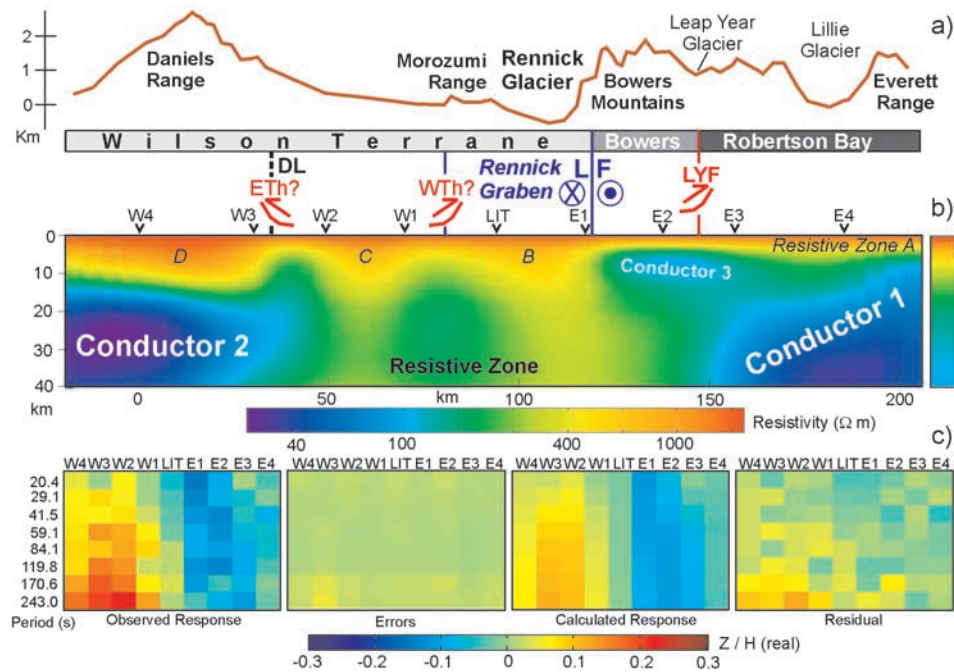 a)
2
1
0
Km
Daniels
Range
Morozumi
Range
Rennick
Glacier
Bowers
Mountains
Leap Year
Glacier
Lillie
Glacier
Everett
Range
Wilson Terrane Bowers Robertson Bay
DL
ETh?
WTh?
Rennick
Graben
L F
LYF
b)
W4 W3 W2 W1 LIT E1 E2 E3 E4
0
10
20
30
40
km
D C B Resistive Zone A
Conductor 3
Conductor 2
Conductor 1
Resistive Zone
0 50 km 100 150 200
40 100 400 1000
Resistivity (Ω m)
c)
W4 W3 W2 W1 LIT E1 E2 E3 E4
W4 W3 W2 W1 LIT E1 E2 E3 E4
W4 W3 W2 W1 LIT E1 E2 E3 E4
W4 W3 W2 W1 LIT E1 E2 E3 E4
20.4
29.1
41.5
59.1
84.1
119.8
170.6
243.0
Period (s) Observed Response Errors Calculated Response Residual
-0.3 -0.2 -0.1 0 0.1 0.2 0.3
Z / H (real)